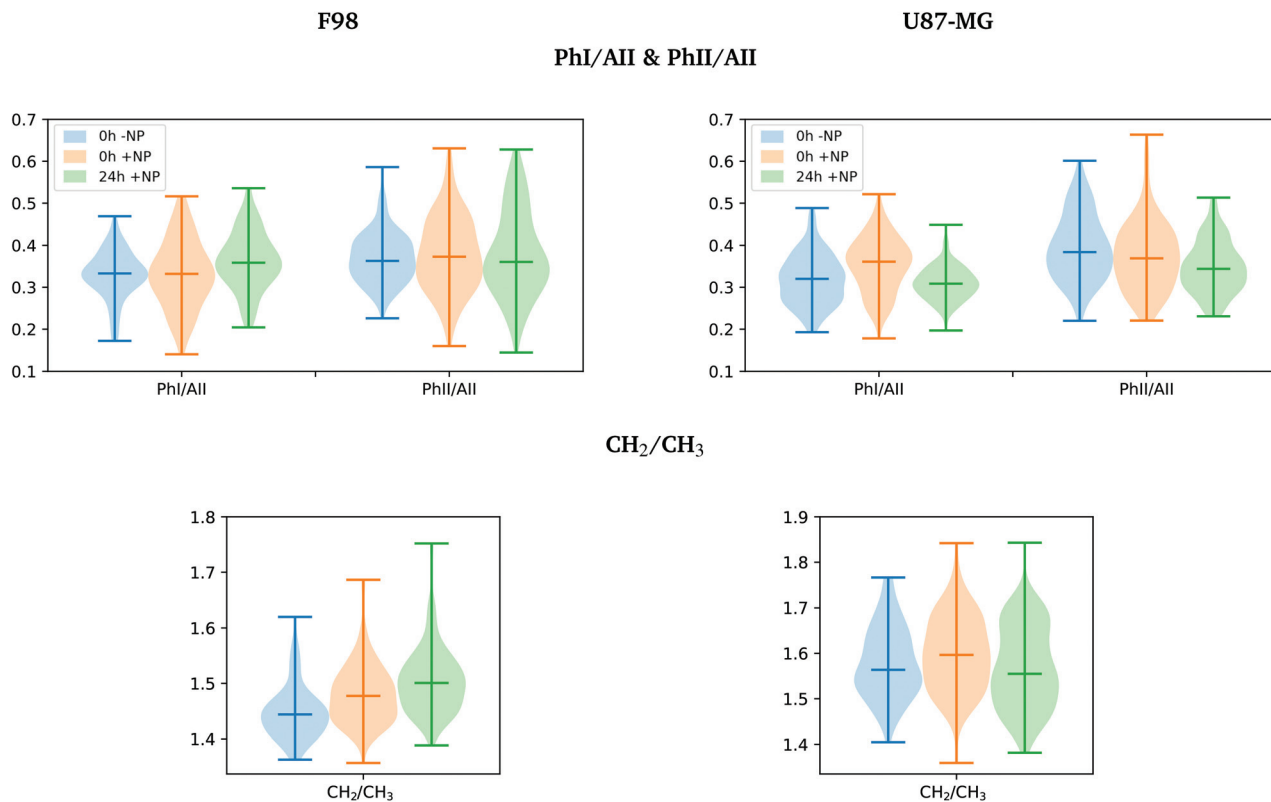 F98
U87-MG
PhI/AII & PhII/AII
0.7
0.6
0.5
0.4
0.3
0.2
0.1
0h -NP
0h +NP
24h +NP
PhI/AII
PhII/AII
0.7
0.6
0.5
0.4
0.3
0.2
0.1
0h -NP
0h +NP
24h +NP
PhI/AII
PhII/AII
CH₂/CH₃
1.8
1.7
1.6
1.5
1.4
CH₂/CH₃
1.9
1.8
1.7
1.6
1.5
1.4
CH₂/CH₃